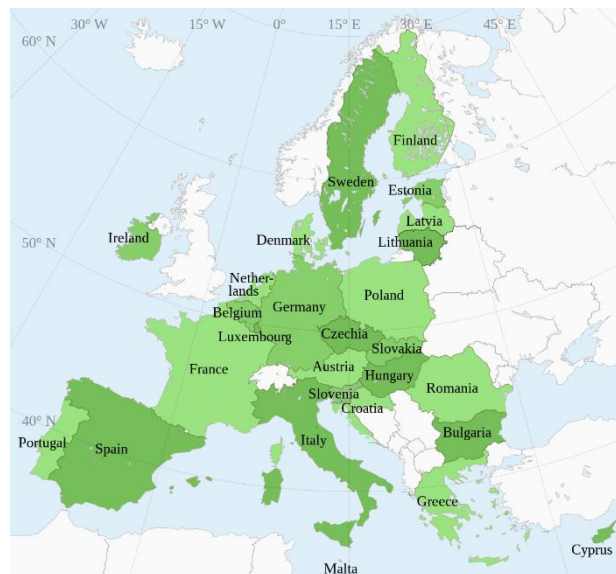 30° W
15° W
0°
15° E
30° E
45° E
60° N
Finland
Sweden
Estonia
Latvia
Ireland
Denmark
Lithuania
50° N
Nether-
lands
Poland
Belgium
Germany
Luxembourg
Czechia
Slovakia
France
Austria
Hungary
Romania
Slovenia
Croatia
40° N
Portugal
Spain
Italy
Bulgaria
Greece
Cyprus
Malta